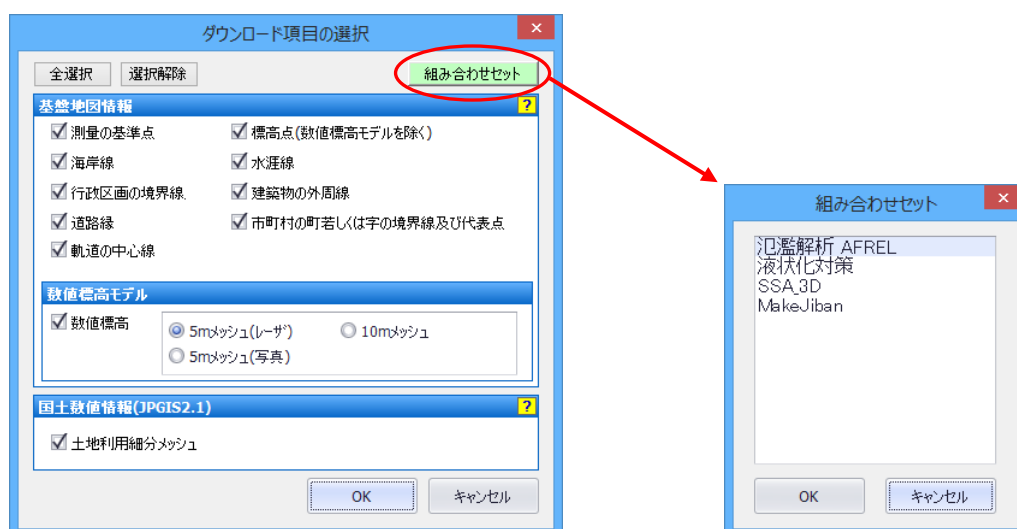 ダウンロード項目の選択
全選択 選択解除 組み合わせセット
基盤地図情報 ?
測量の基準点 標高点(数値標高モデルを除く)
海岸線 水涯線
行政区画の境界線 建築物の外周線
道路縁 市町村の町若しくは字の境界線及び代表点
軌道の中心線
数値標高モデル
数値標高 5mメッシュ(レーザ) 10mメッシュ
5mメッシュ(写真)
国土数値情報(JPGIS2.1) ?
土地利用細分メッシュ
OK キャンセル
組み合わせセット
氾濫解析 AFREL
液状化対策
SSA_3D
MakeJiban
OK キャンセル